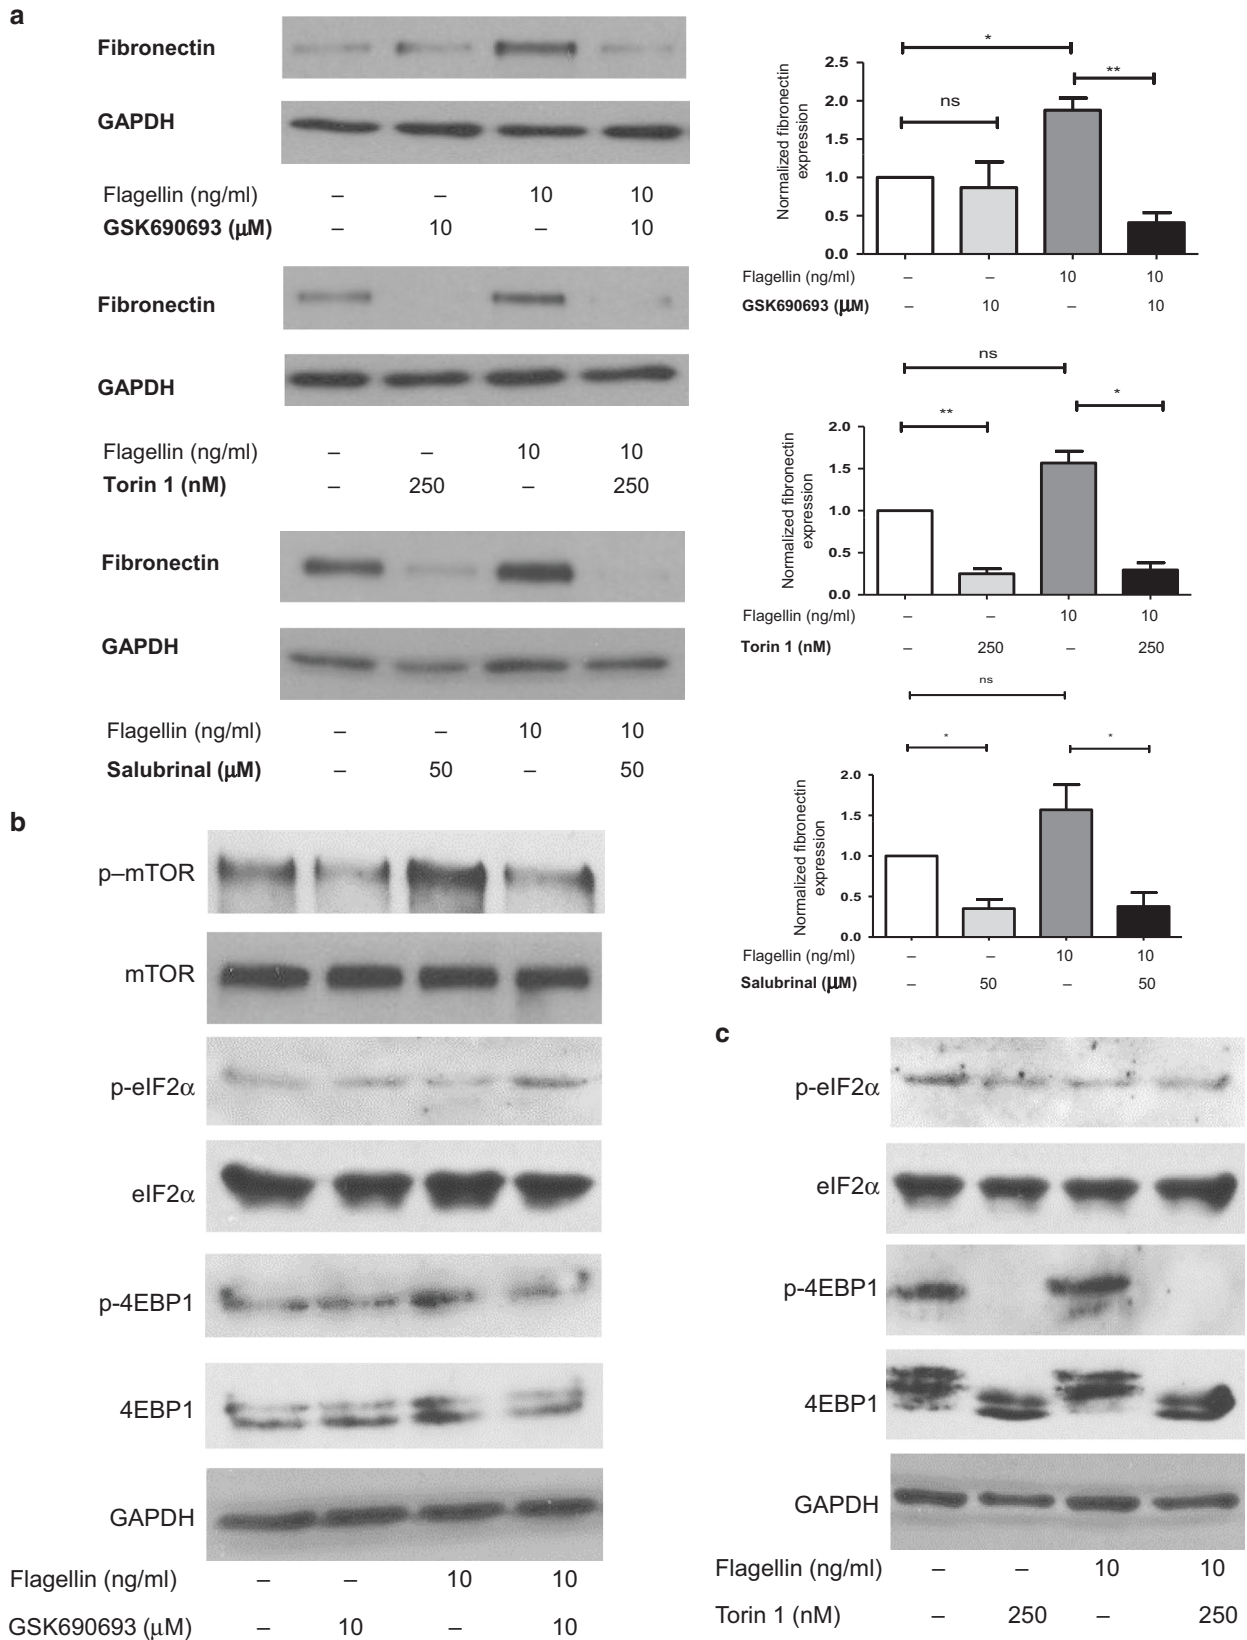 a
Fibronectin
GAPDH
Flagellin (ng/ml) – – 10 10
GSK690693 (μM) – 10 – 10
Fibronectin
GAPDH
Flagellin (ng/ml) – – 10 10
Torin 1 (nM) – 250 – 250
Fibronectin
GAPDH
Flagellin (ng/ml) – – 10 10
Salubrinal (μM) – 50 – 50
*
**
ns
Normalized fibronectin
expression
2.5
2.0
1.5
1.0
0.5
0.0
Flagellin (ng/ml) – – 10 10
GSK690693 (μM) – 10 – 10
ns
*
**
Normalized fibronectin
expression
2.0
1.5
1.0
0.5
0.0
Flagellin (ng/ml) – – 10 10
Torin 1 (nM) – 250 – 250
ns
* *
Normalized fibronectin
expression
2.0
1.5
1.0
0.5
0.0
Flagellin (ng/ml) – – 10 10
Salubrinal (μM) – 50 – 50
b
p–mTOR
mTOR
p-eIF2α
eIF2α
p-4EBP1
4EBP1
GAPDH
Flagellin (ng/ml) – – 10 10
GSK690693 (μM) – 10 – 10
c
p-eIF2α
eIF2α
p-4EBP1
4EBP1
GAPDH
Flagellin (ng/ml) – – 10 10
Torin 1 (nM) – 250 – 250